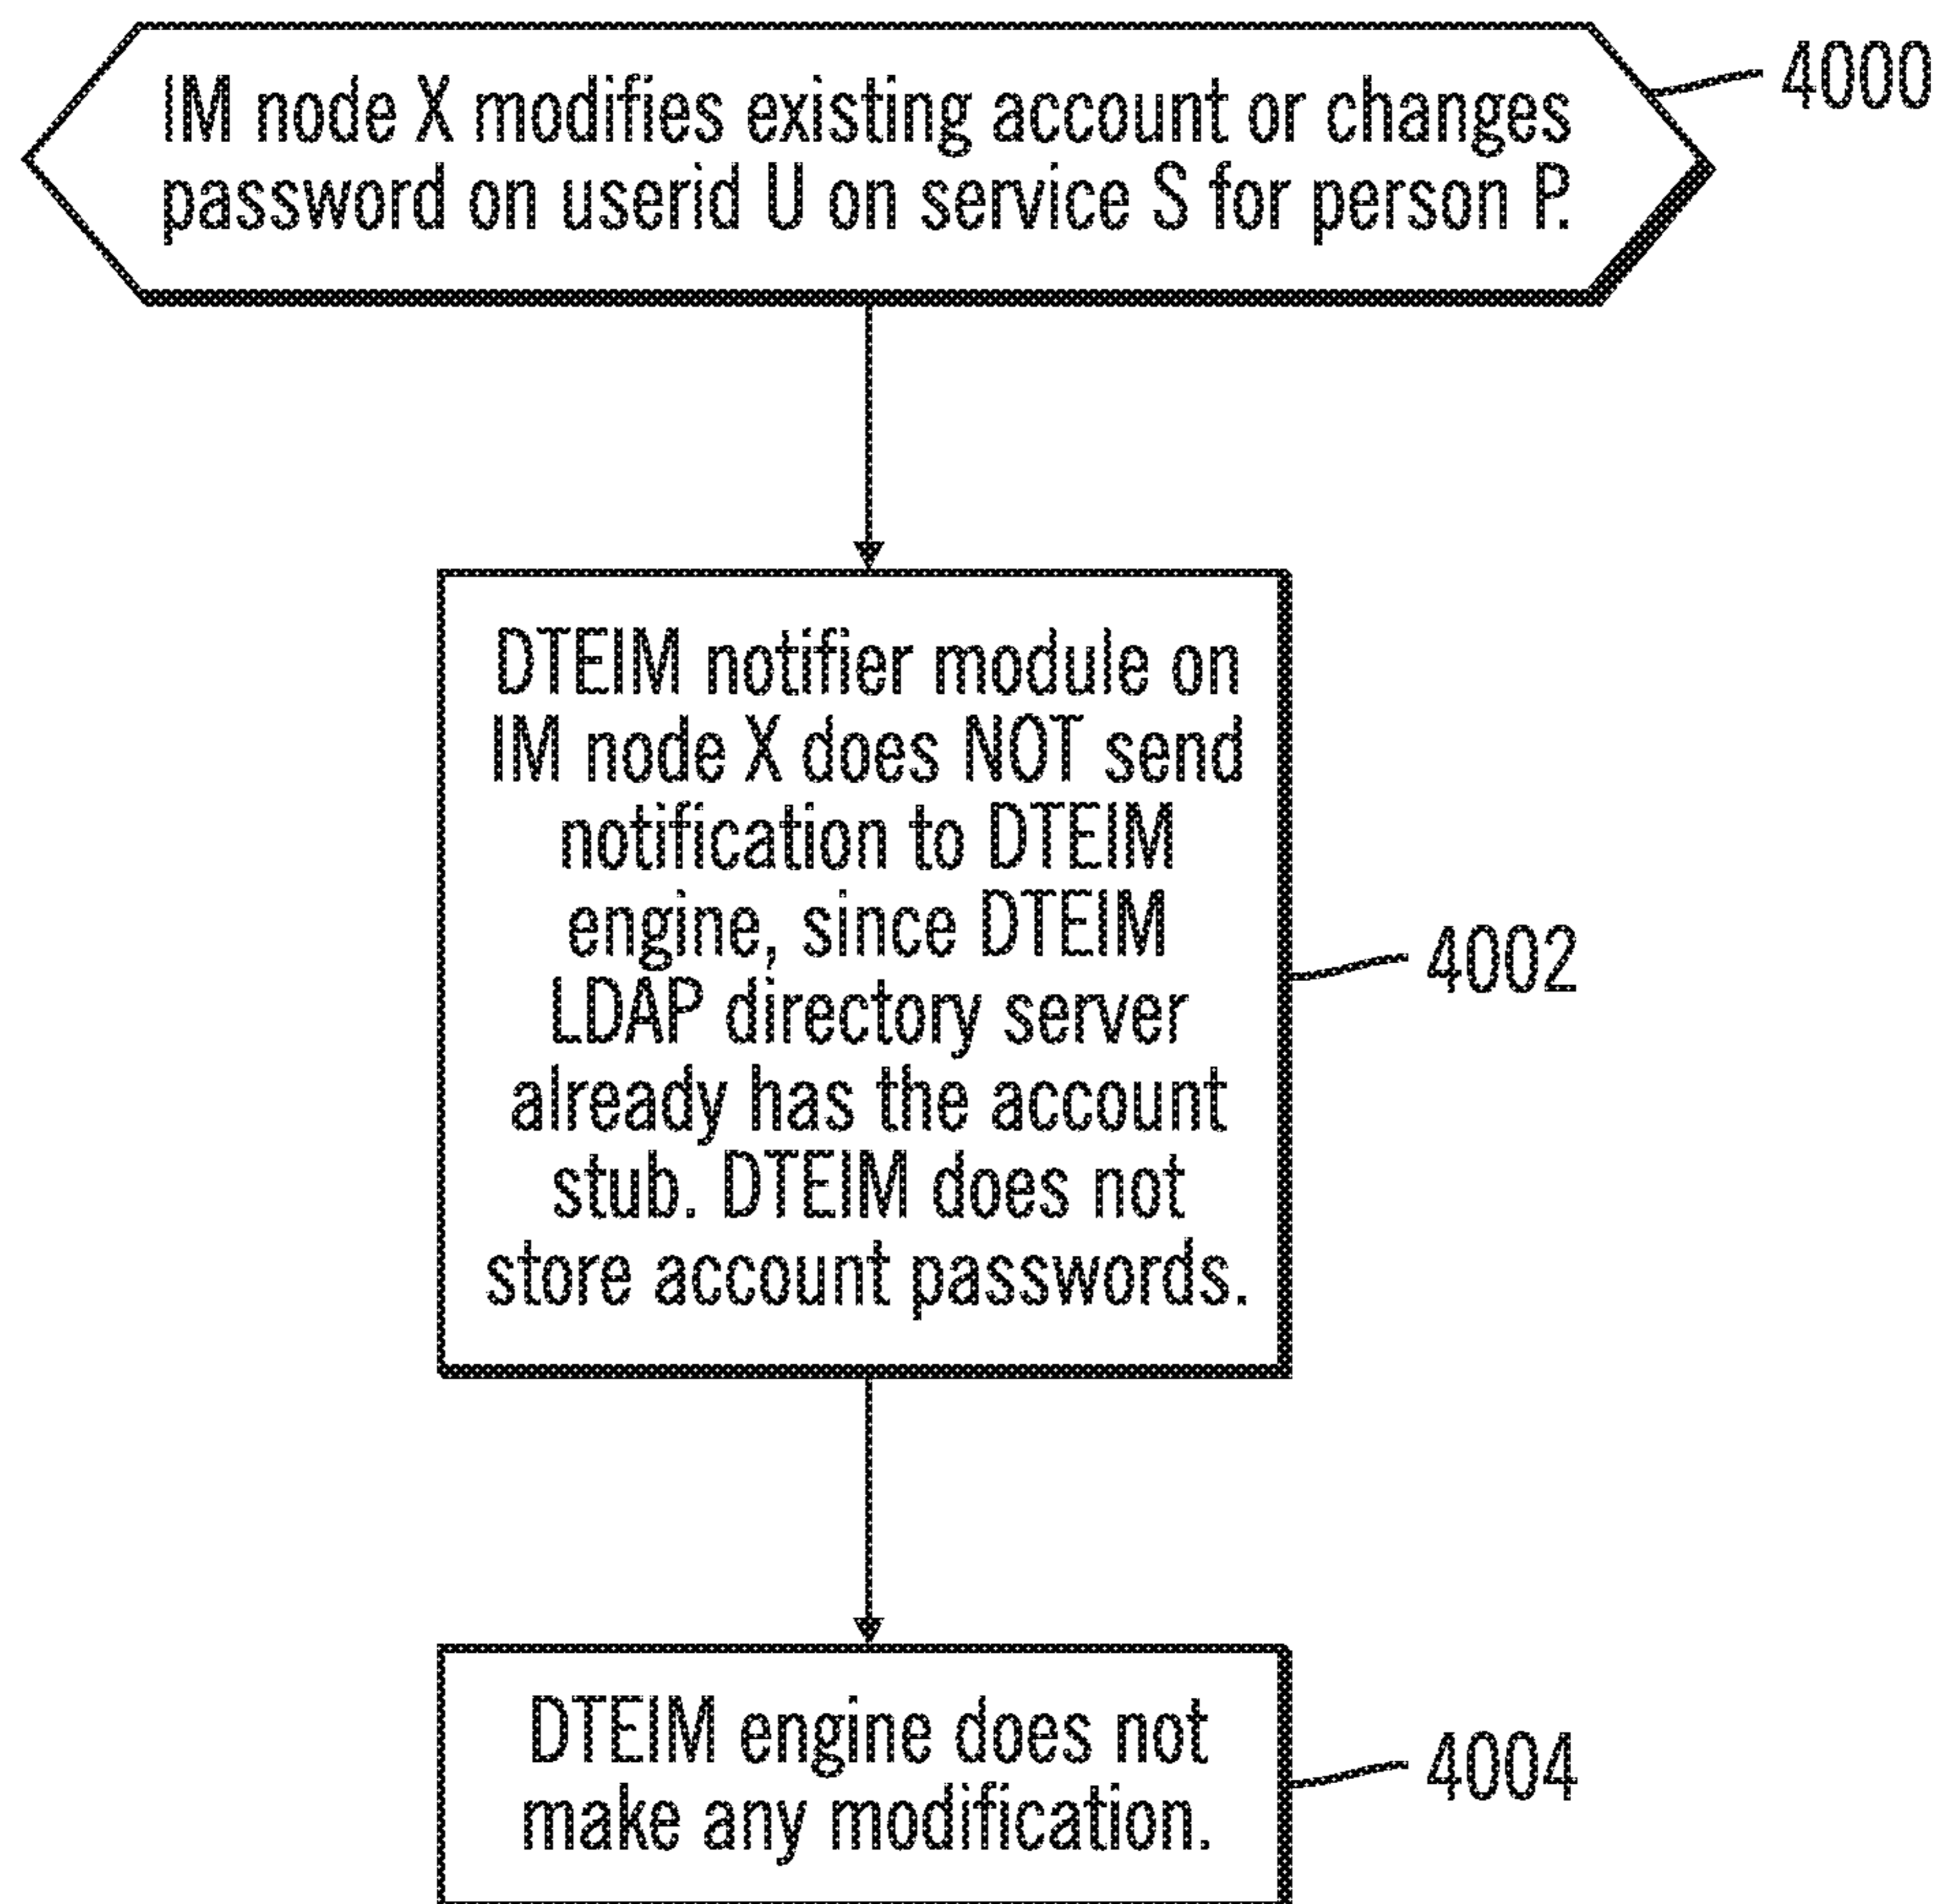 IM node X modifies existing account or changes
password on userid U on service S for person P.
4000
DTEIM notifier module on
IM node X does NOT send
notification to DTEIM
engine, since DTEIM
LDAP directory server
already has the account
stub. DTEIM does not
store account passwords.
4002
DTEIM engine does not
make any modification.
4004